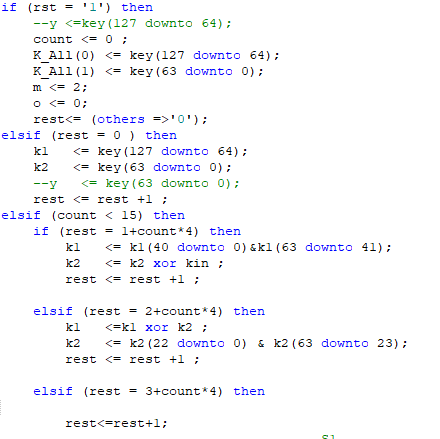 if (rst = '1') then
--y <=key(127 downto 64);
count <= 0 ;
K_All(0) <= key(127 downto 64);
K_All(1) <= key(63 downto 0);
m <= 2;
o <= 0;
rest<= (others =>'0');
elsif (rest = 0 ) then
k1 <= key(127 downto 64);
k2 <= key(63 downto 0);
--y <= key(63 downto 0);
rest <= rest +1 ;
elsif (count < 15) then
if (rest = 1+count*4) then
k1 <= k1(40 downto 0)&k1(63 downto 41);
k2 <= k2 xor kin ;
rest <= rest +1 ;
elsif (rest = 2+count*4) then
k1 <=k1 xor k2 ;
k2 <= k2(22 downto 0) & k2(63 downto 23);
rest <= rest +1 ;
elsif (rest = 3+count*4) then
rest<=rest+1;